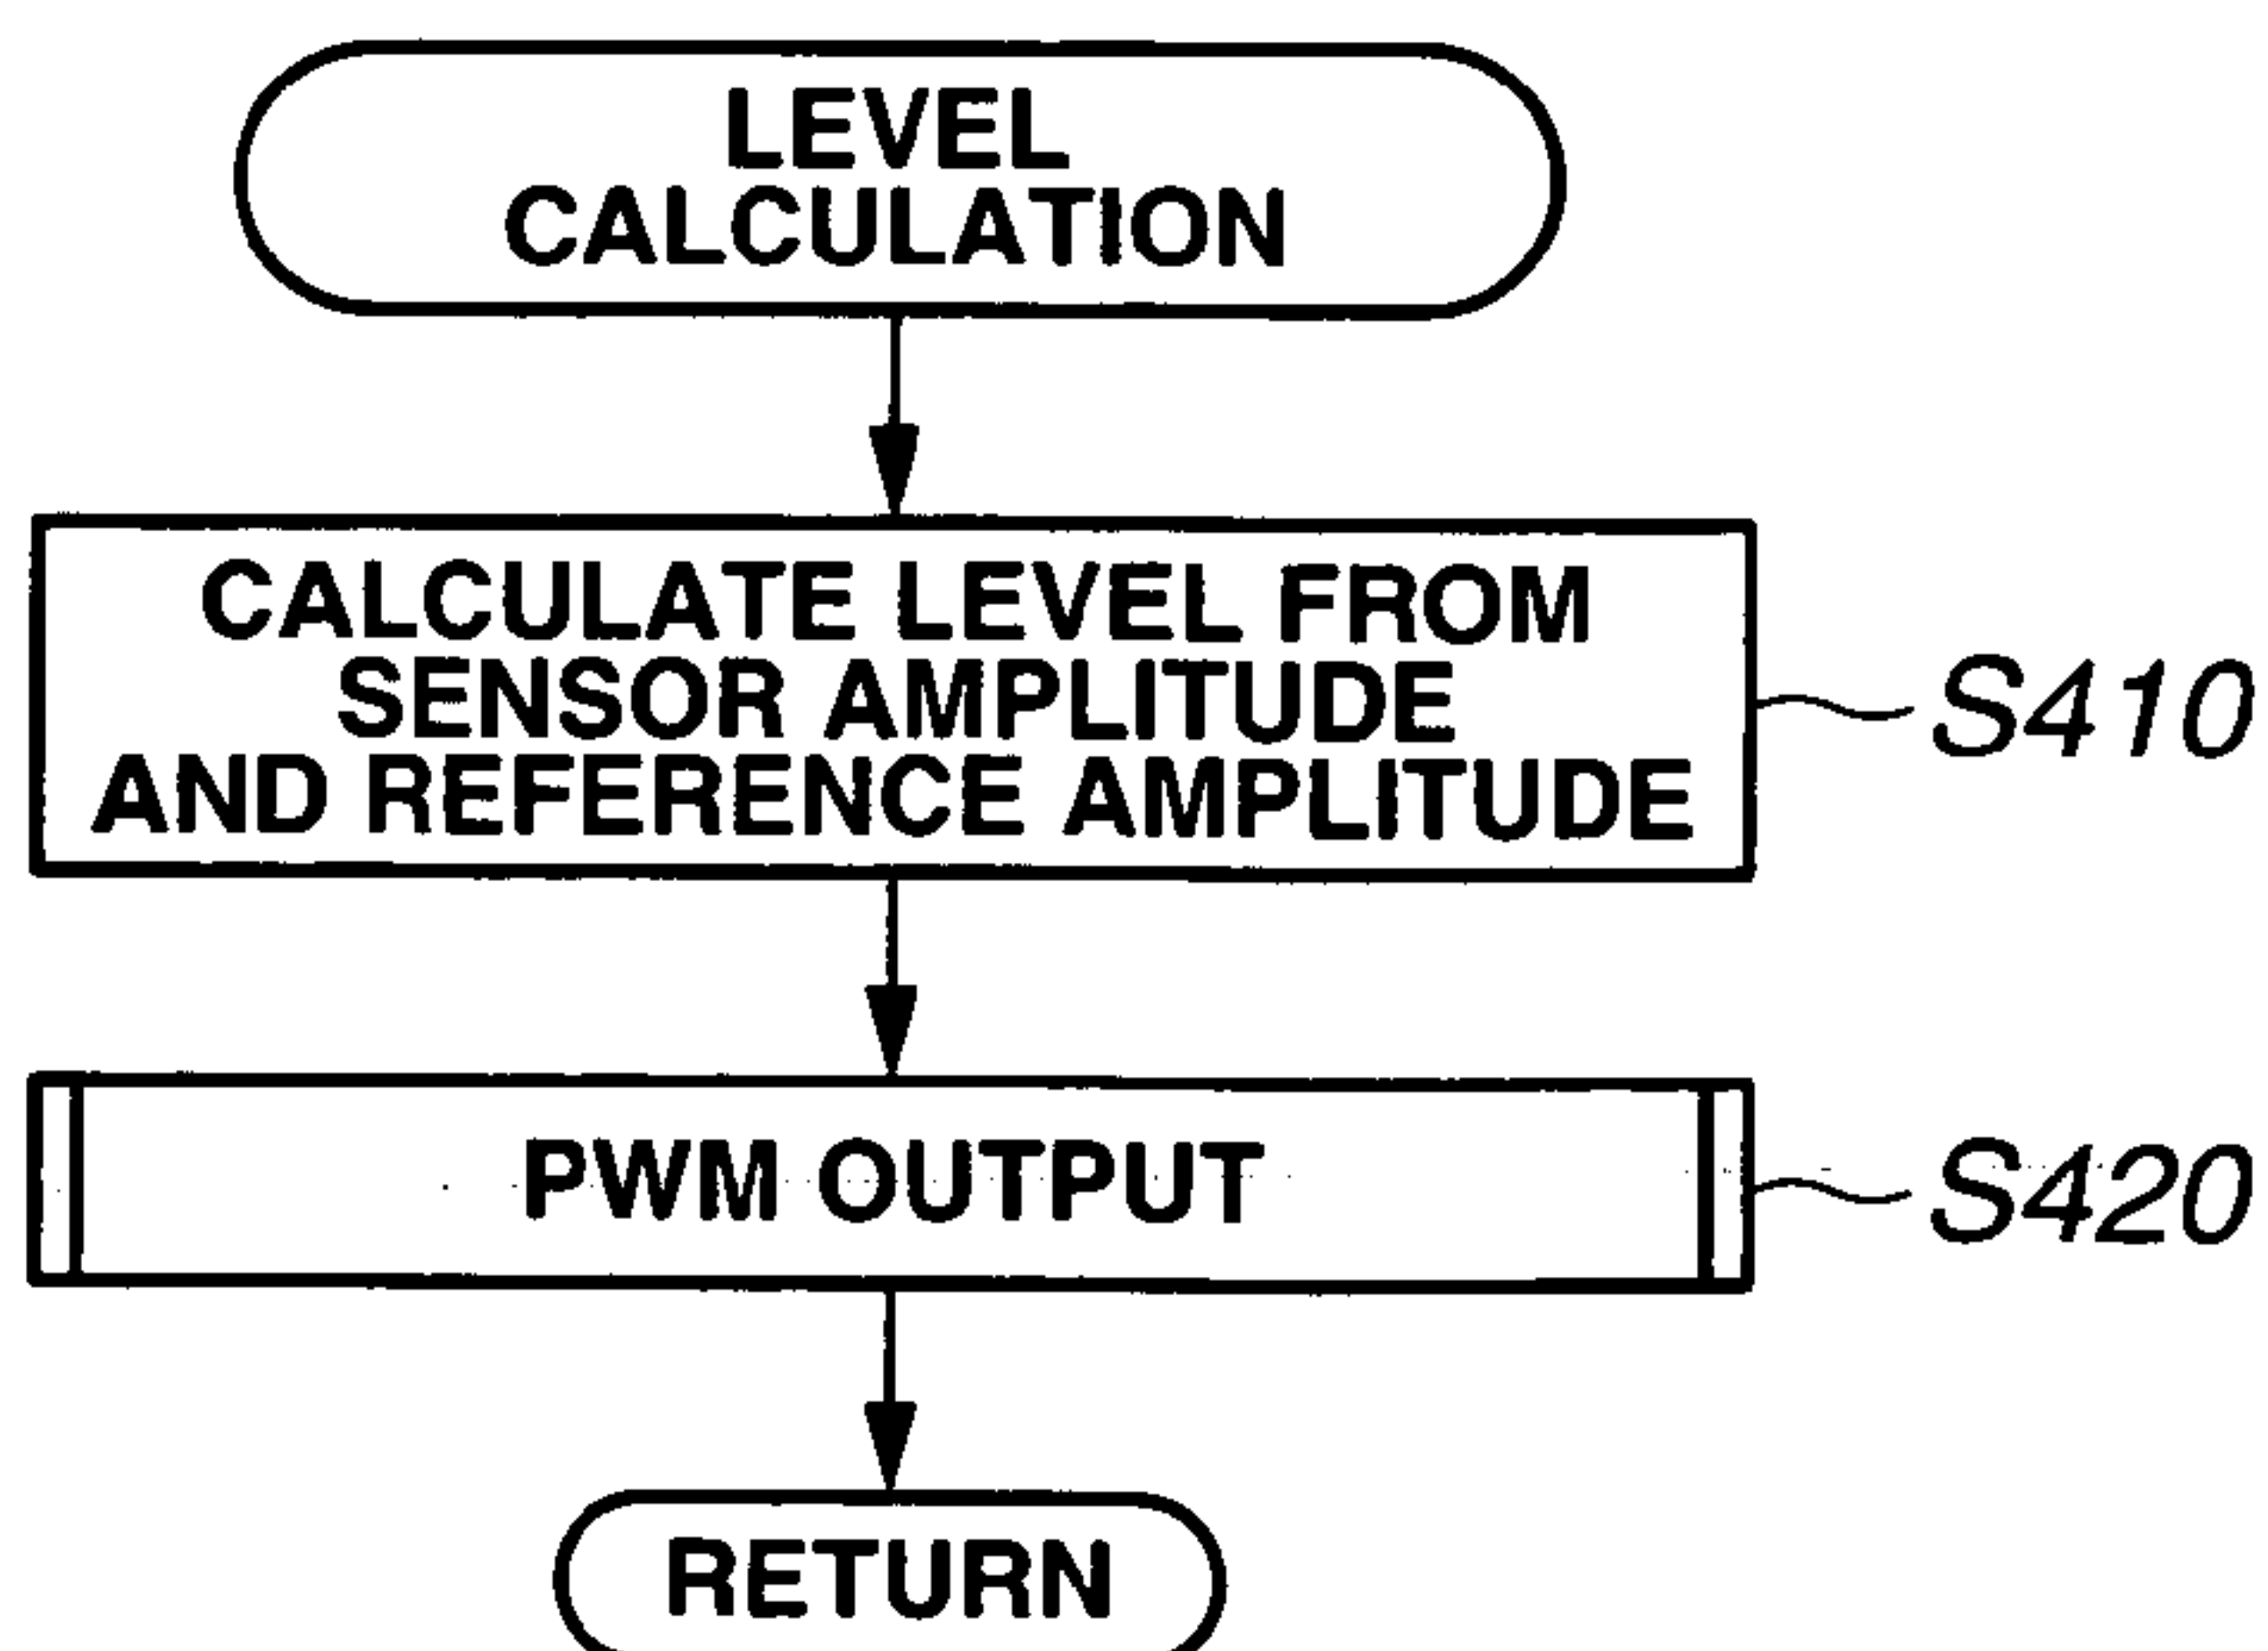 LEVEL
CALCULATION
CALCULATE LEVEL FROM
SENSOR AMPLITUDE
AND REFERENCE AMPLITUDE
S410
PWM OUTPUT
S420
RETURN